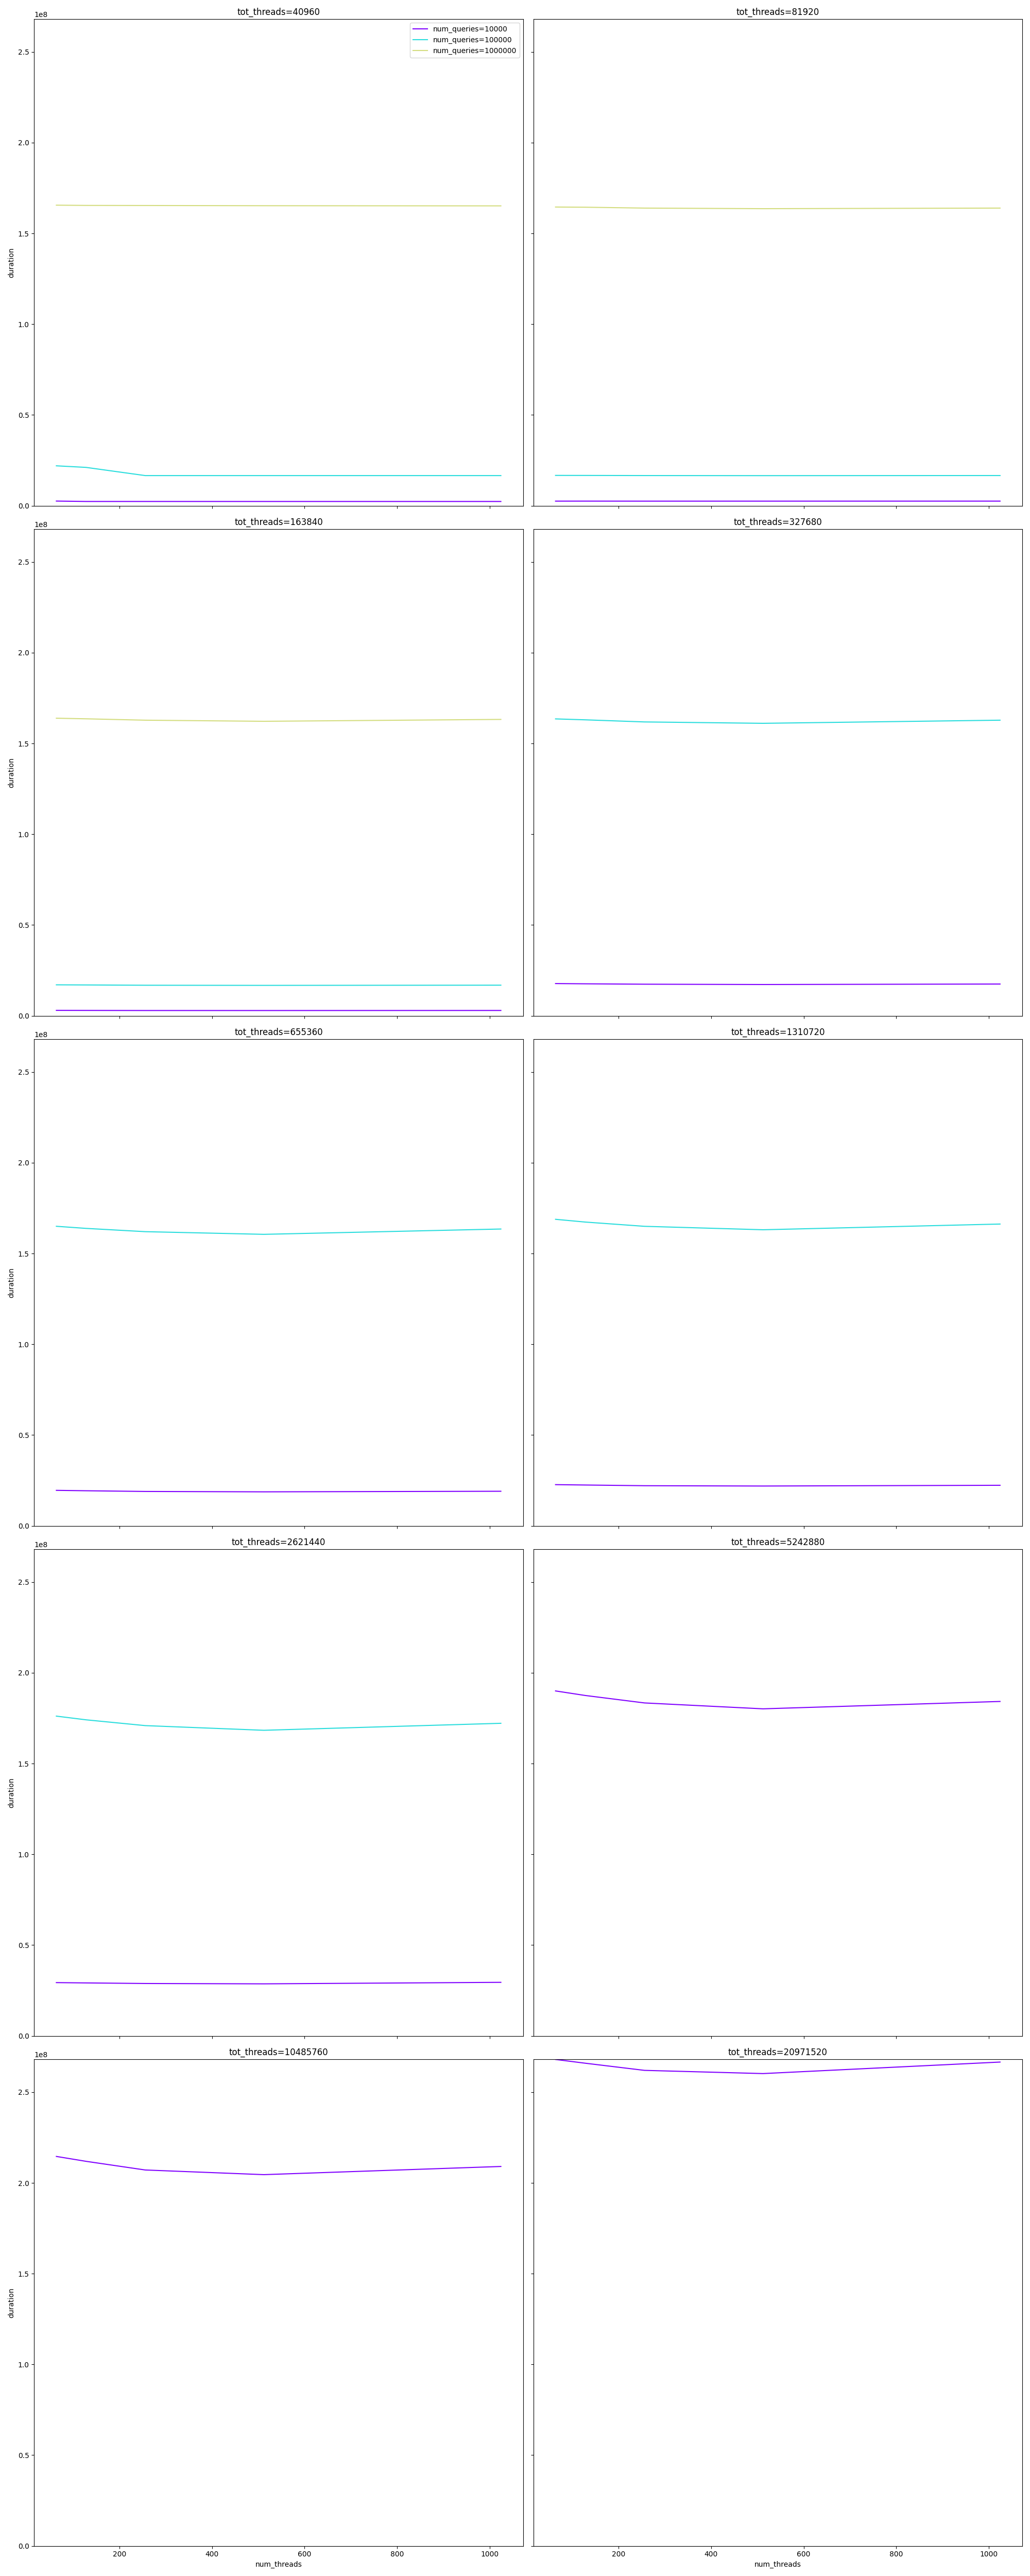 1e8
tot_threads=40960
tot_threads=81920
num_queries=10000
num_queries=100000
num_queries=1000000
2.5
2.0
1.5
1.0
0.5
0.0
duration
1e8
tot_threads=163840
tot_threads=327680
2.5
2.0
1.5
1.0
0.5
0.0
duration
1e8
tot_threads=655360
tot_threads=1310720
2.5
2.0
1.5
1.0
0.5
0.0
duration
1e8
tot_threads=2621440
tot_threads=5242880
2.5
2.0
1.5
1.0
0.5
0.0
duration
1e8
tot_threads=10485760
tot_threads=20971520
2.5
2.0
1.5
1.0
0.5
0.0
duration
200 400 600 800 1000
num_threads
200 400 600 800 1000
num_threads